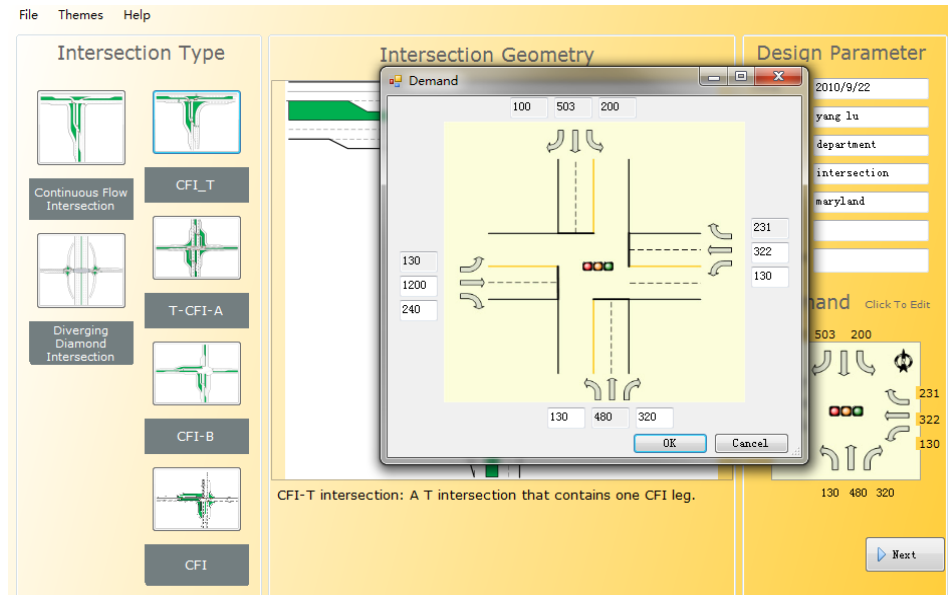 File Themes Help
Intersection Type
Continuous Flow
Intersection
Diverging
Diamond
Intersection
CFI_T
T-CFI-A
CFI-B
CFI
Intersection Geometry
Demand
100 503 200
130
1200
240
231
322
130
130 480 320
OK Cancel
CFI-T intersection: A T intersection that contains one CFI leg.
Design Parameter
2010/9/22
yang lu
department
intersection
maryland
Click To Edit
503 200
231
322
130
130 480 320
Next